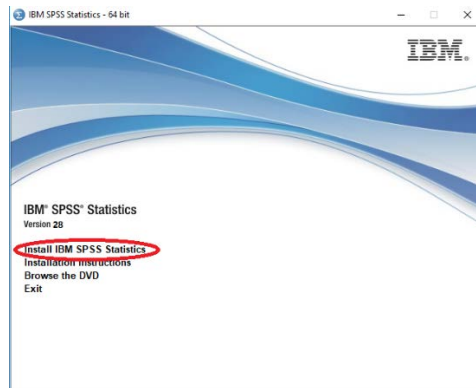 IBM SPSS Statistics - 64 bit
IBM®
IBM® SPSS® Statistics
Version 28
Install IBM SPSS Statistics
Installation Instructions
Browse the DVD
Exit